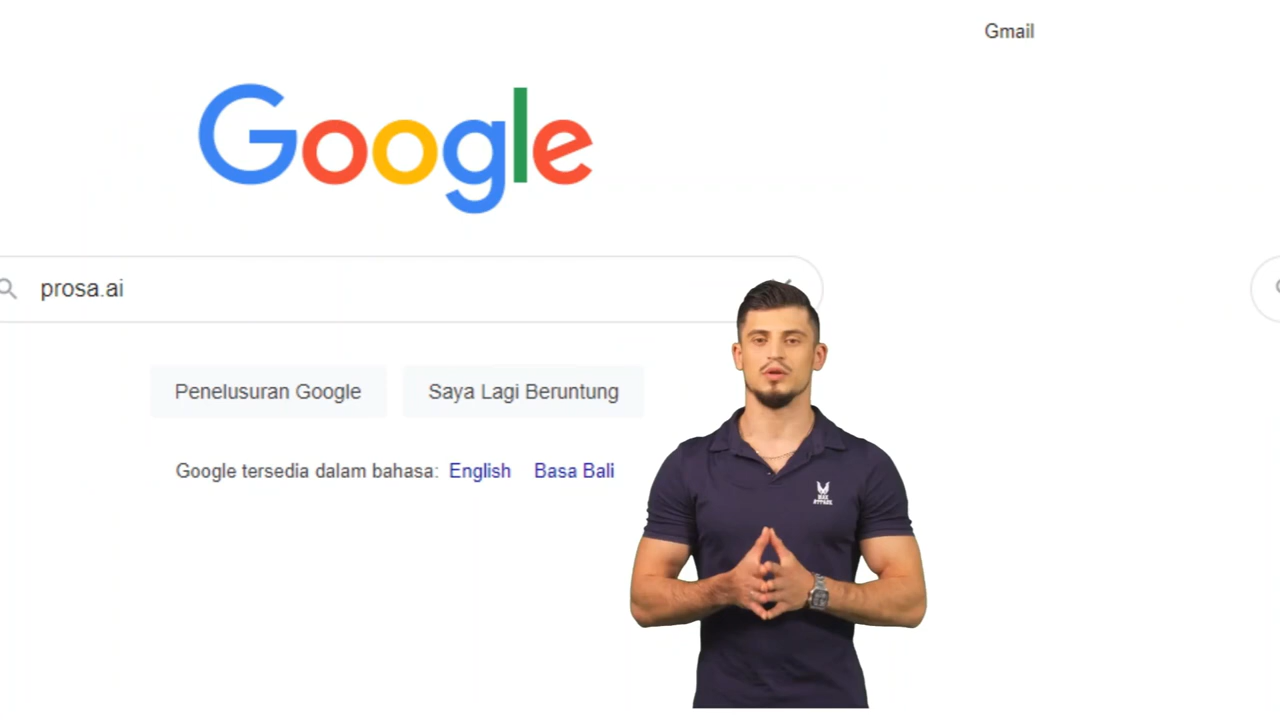 Gmail
Google
prosa.ai
Penelusuran Google
Saya Lagi Beruntung
Google tersedia dalam bahasa: English Basa Bali